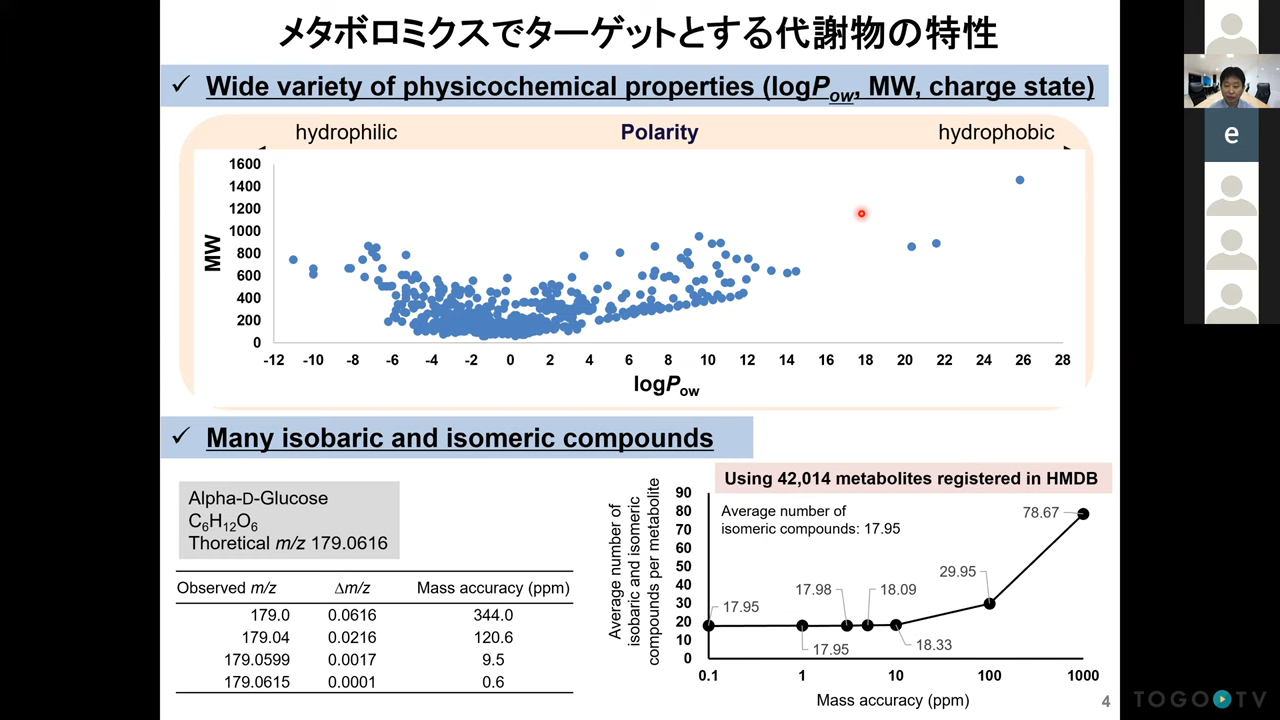 メタボロミクスでターゲットとする代謝物の特性
✓ Wide variety of physicochemical properties (logPow, MW, charge state)
hydrophilic Polarity hydrophobic
MW
1600
1400
1200
1000
800
600
400
200
0
-12 -10 -8 -6 -4 -2 0 2 4 6 8 10 12 14 16 18 20 22 24 26 28
logPow
✓ Many isobaric and isomeric compounds
Alpha-D-Glucose
C6H12O6
Thoretical m/z 179.0616
Observed m/z Δm/z Mass accuracy (ppm)
179.0 0.0616 344.0
179.04 0.0216 120.6
179.0599 0.0017 9.5
179.0615 0.0001 0.6
Using 42,014 metabolites registered in HMDB
Average number of
isobaric and isomeric
compounds per metabolite
90
80
70
60
50
40
30
20
10
0
Average number of
isomeric compounds: 17.95
17.95
17.95
17.98
18.09
18.33
29.95
78.67
0.1 1 10 100 1000
Mass accuracy (ppm)
4
e
TOGO TV